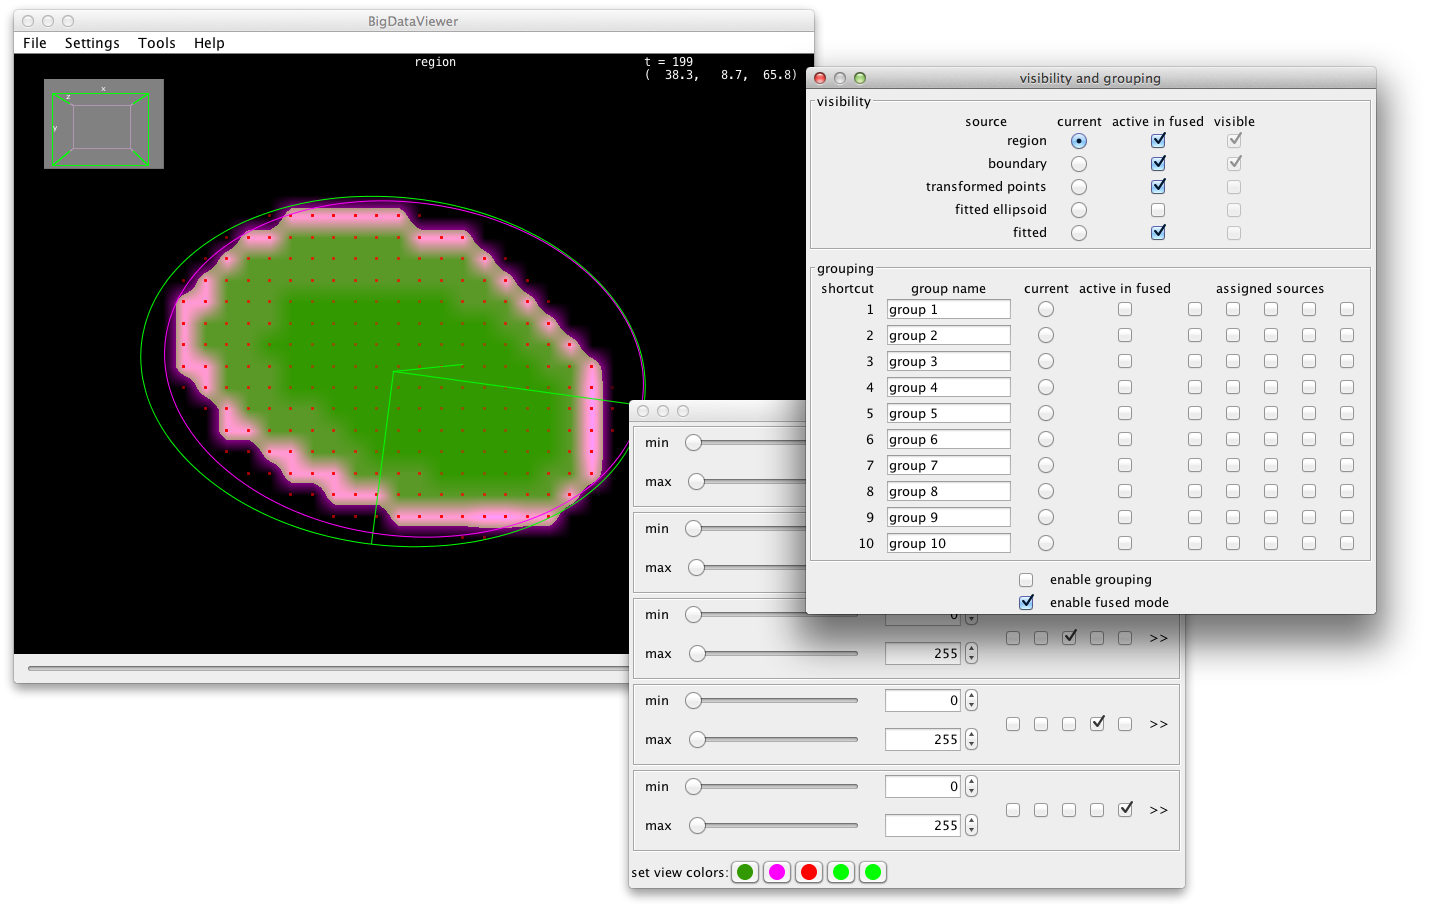 BigDataViewer
File Settings Tools Help
region
t = 199
( 38.3, 8.7, 65.8)
x
z
y
visibility and grouping
visibility
source current active in fused visible
region
boundary
transformed points
fitted ellipsoid
fitted
grouping
shortcut group name current active in fused assigned sources
1 group 1
2 group 2
3 group 3
4 group 4
5 group 5
6 group 6
7 group 7
8 group 8
9 group 9
10 group 10
enable grouping
enable fused mode
min
max
min
max
min 0
max 255 >>
min 0
max 255 >>
min 0
max 255 >>
set view colors: